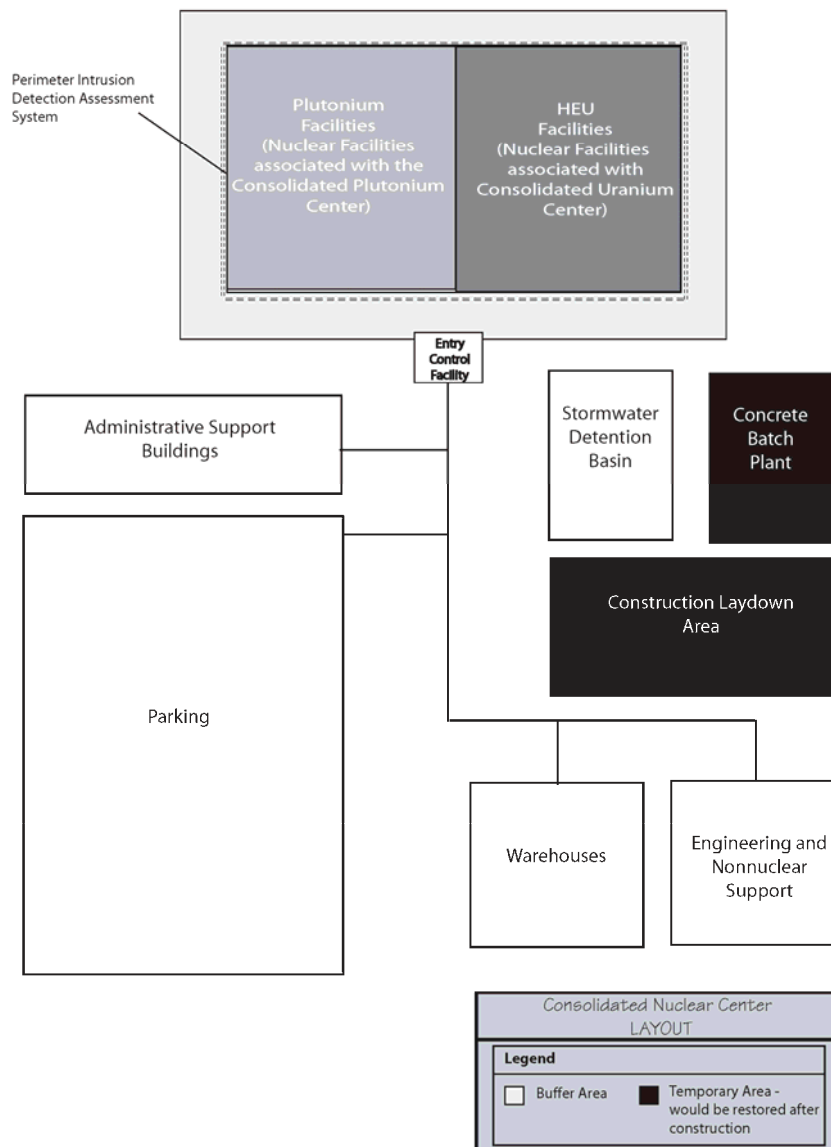 Perimeter Intrusion
Detection Assessment
System
Plutonium
Facilities
(Nuclear Facilities
associated with the
Consolidated Plutonium
Center)
HEU
Facilities
(Nuclear Facilities
associated with
Consolidated Uranium
Center)
Entry
Control
Facility
Administrative Support
Buildings
Stormwater
Detention
Basin
Concrete
Batch
Plant
Construction Laydown
Area
Parking
Warehouses
Engineering and
Nonnuclear
Support
Consolidated Nuclear Center
LAYOUT
Legend
Buffer Area
Temporary Area -
would be restored after
construction